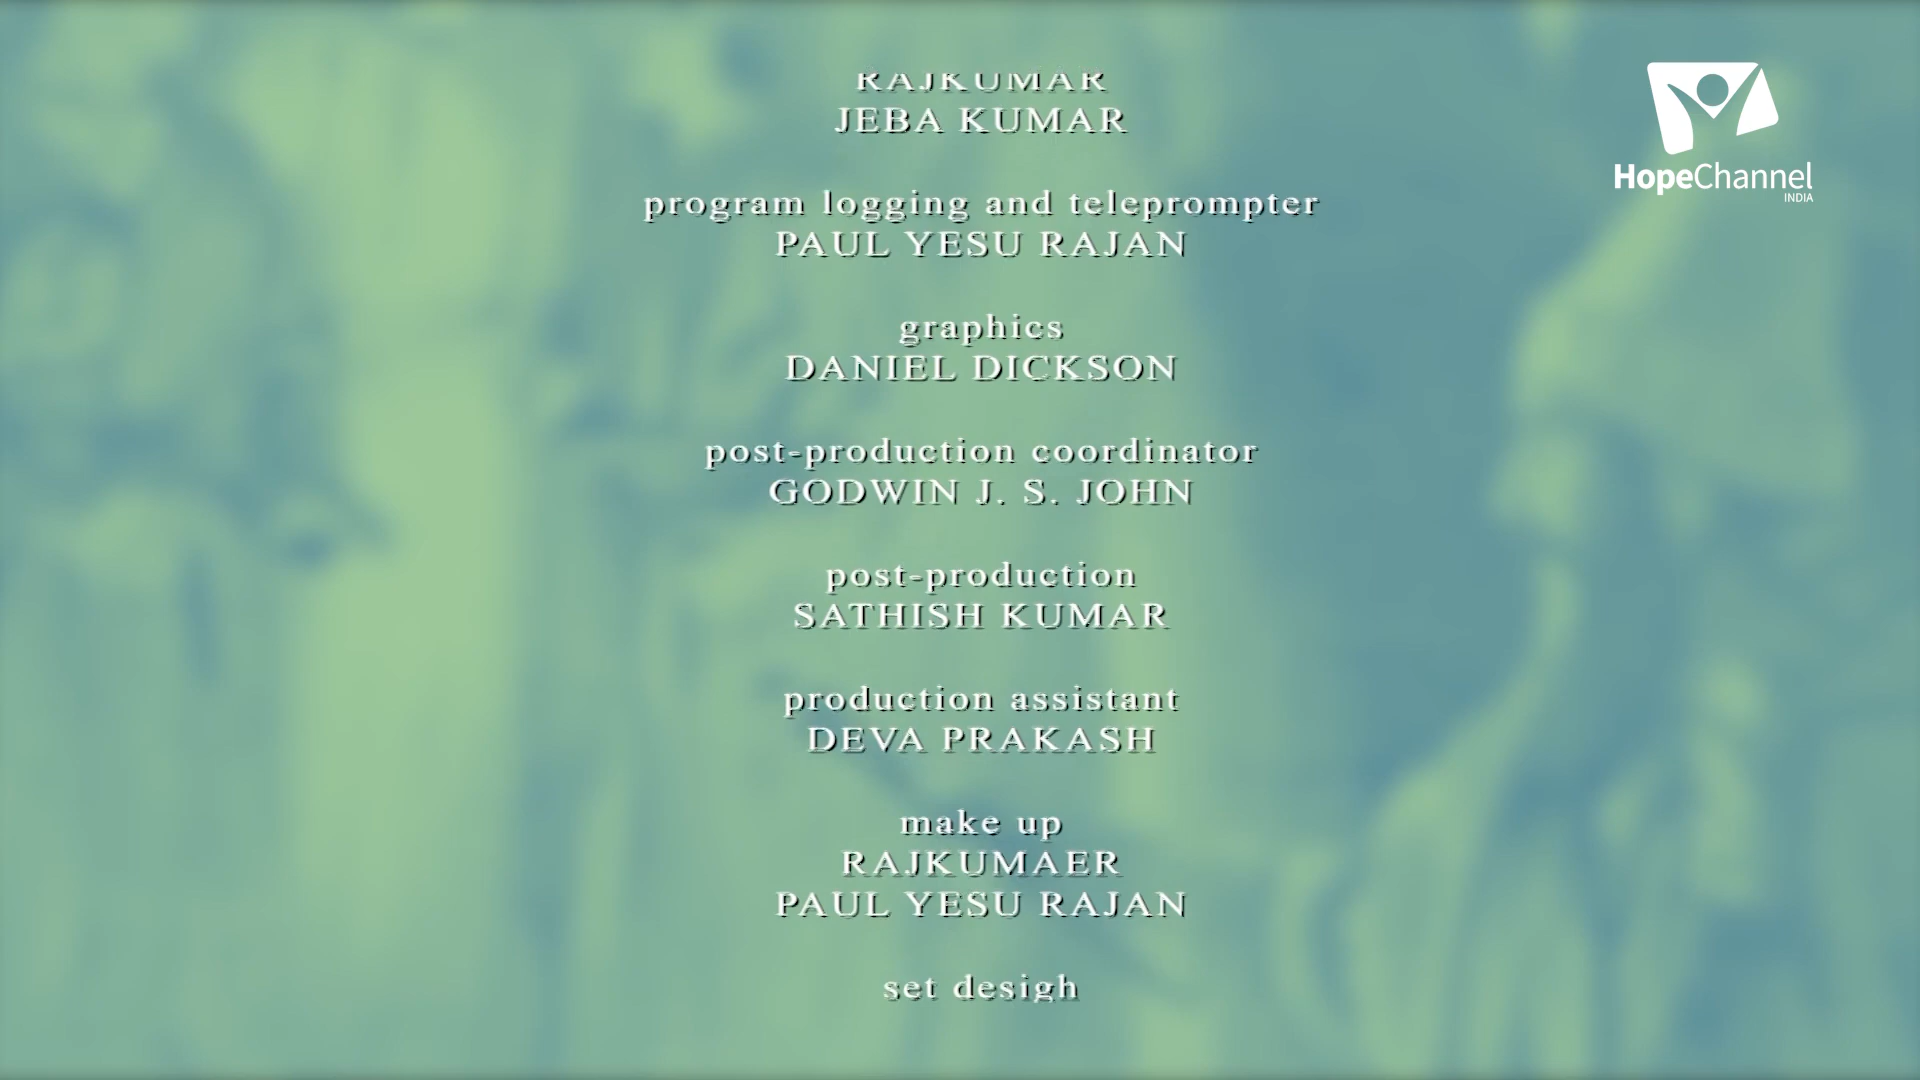 RAJKUMAR
JEBA KUMAR
program logging and teleprompter
PAUL YESU RAJAN
graphics
DANIEL DICKSON
post-production coordinator
GODWIN J. S. JOHN
post-production
SATHISH KUMAR
production assistant
DEVA PRAKASH
make up
RAJKUMAER
PAUL YESU RAJAN
set desigh
HopeChannel
INDIA